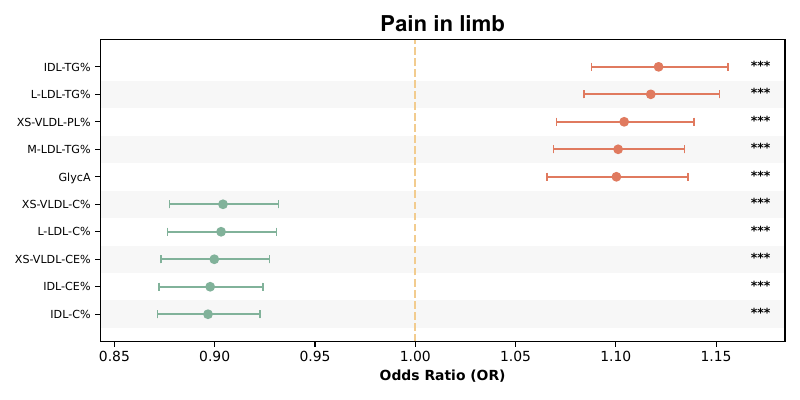 Pain in limb
IDL-TG% ***
L-LDL-TG% ***
XS-VLDL-PL% ***
M-LDL-TG% ***
GlycA ***
XS-VLDL-C% ***
L-LDL-C% ***
XS-VLDL-CE% ***
IDL-CE% ***
IDL-C% ***
0.85 0.90 0.95 1.00 1.05 1.10 1.15
Odds Ratio (OR)